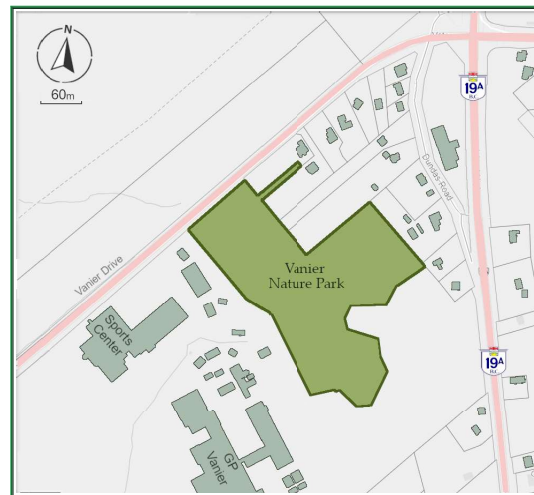 N
60m
19A
Dundas Road
Vanier Drive
Vanier
Nature Park
Sports
Center
19A
GP
Vanier